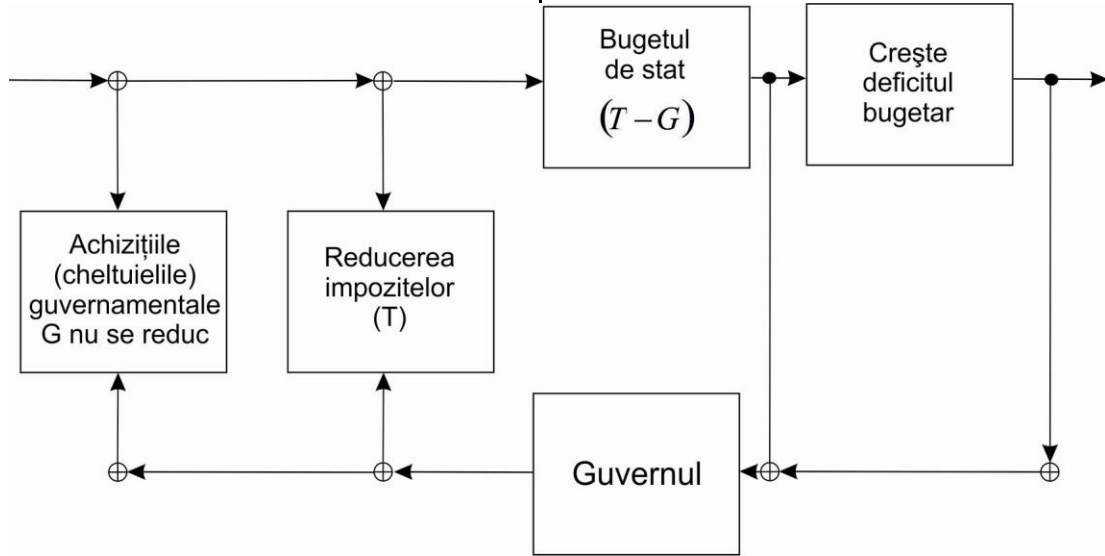 Bugetul
de stat
(T – G)
Creşte
deficitul
bugetar
Achizițiile
(cheltuielile)
guvernamentale
G nu se reduc
Reducerea
impozitelor
(T)
Guvernul